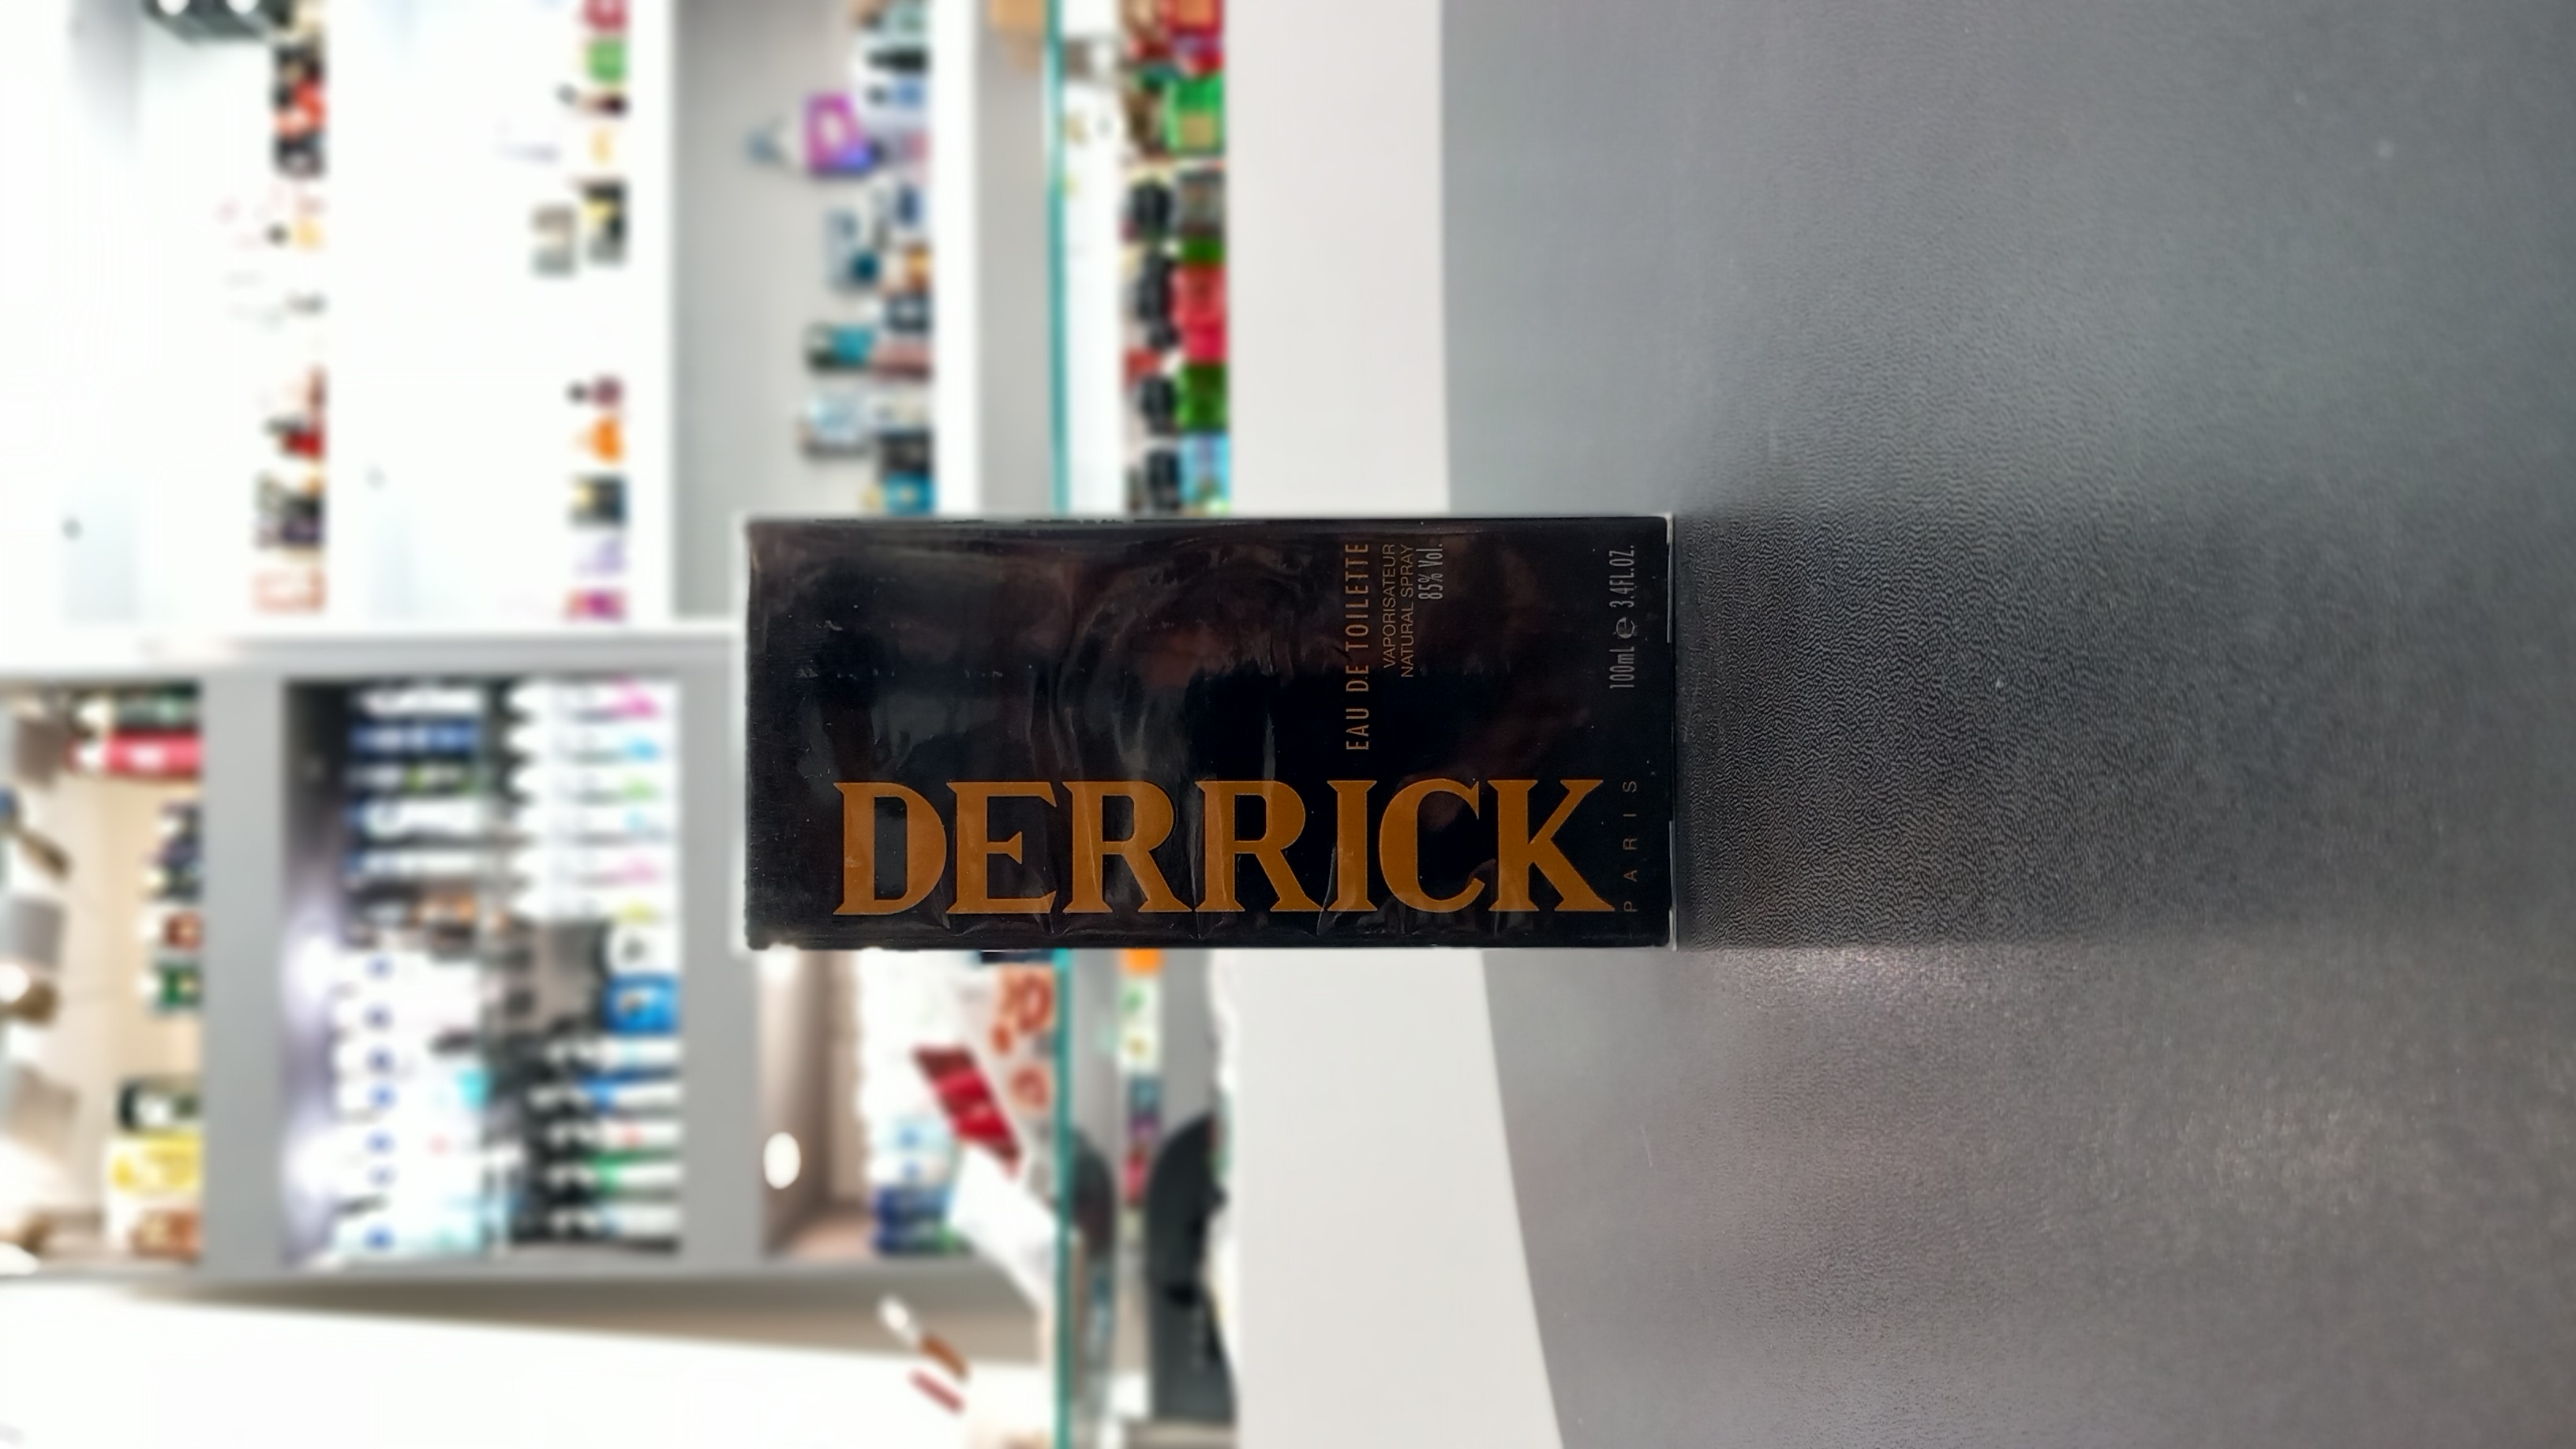 DERRICK
PARIS
EAU DE TOILETTE
VAPORISATEUR
NATURAL SPRAY
85% Vol.
100mL e 3.4FL.OZ.